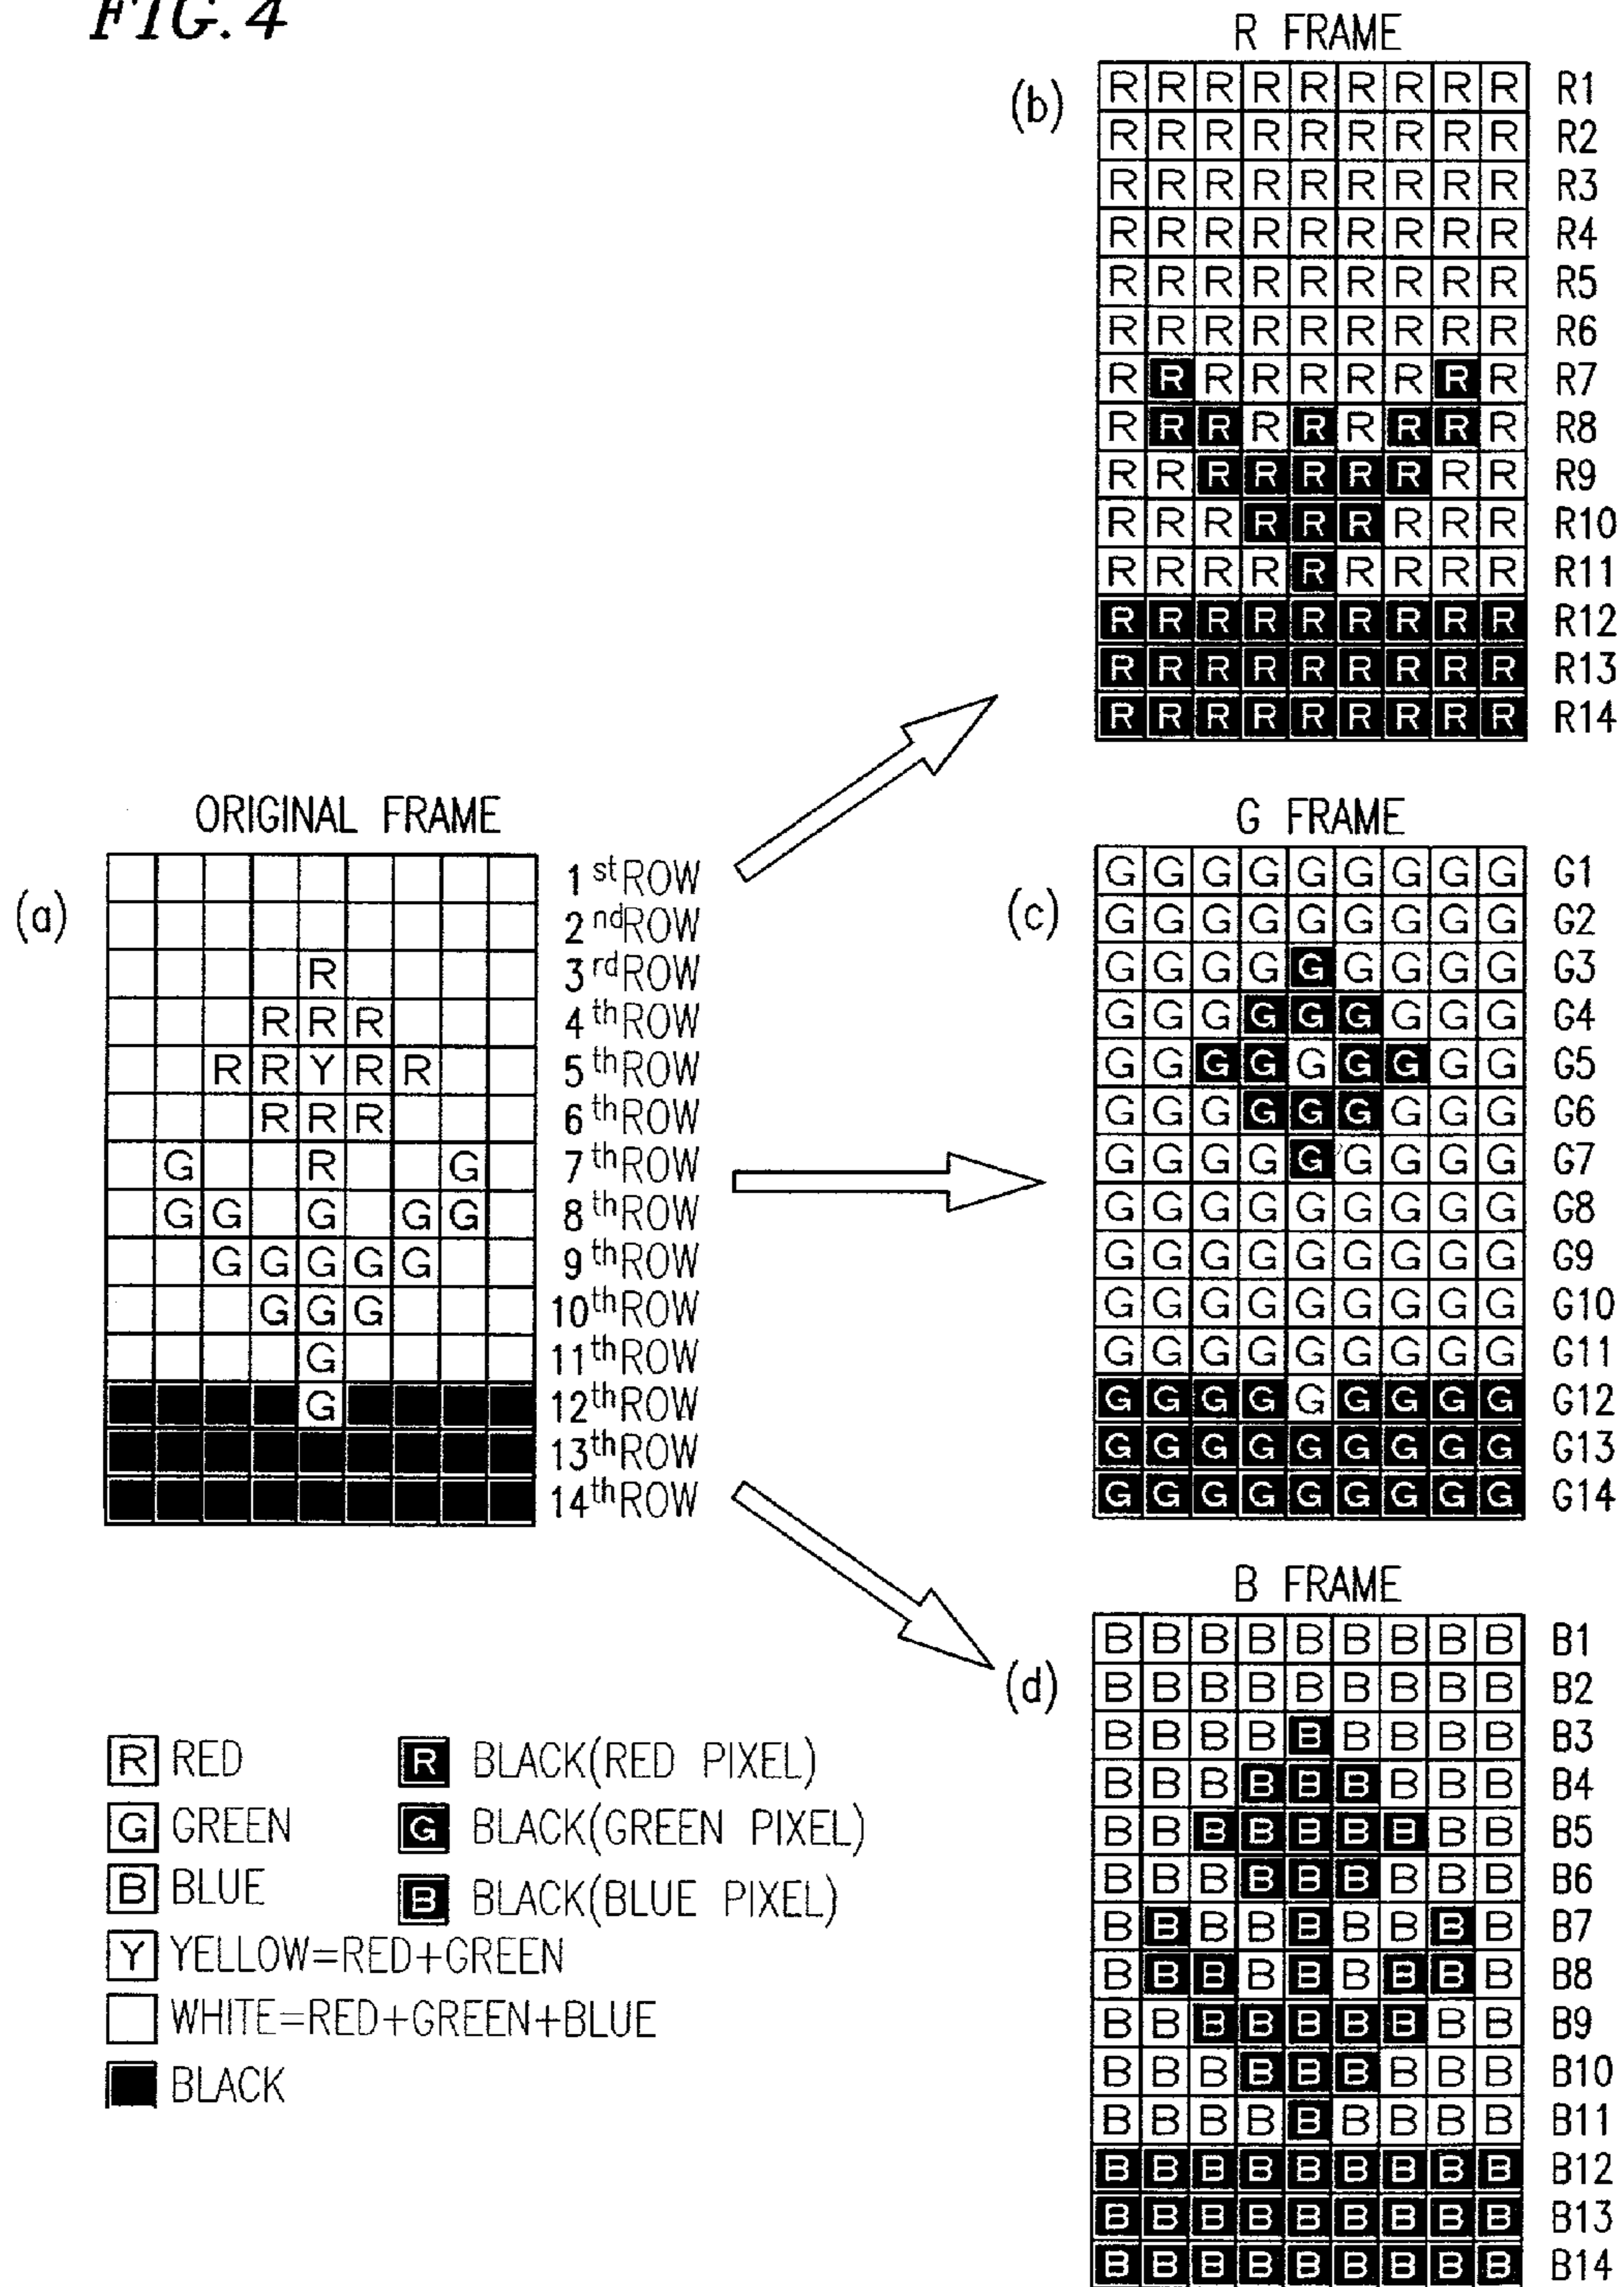 FIG. 4
R FRAME
(b)
R R R R R R R R R R1
R R R R R R R R R R2
R R R R R R R R R R3
R R R R R R R R R R4
R R R R R R R R R R5
R R R R R R R R R R6
R R R R R R R R R R7
R R R R R R R R R R8
R R R R R R R R R R9
R R R R R R R R R R10
R R R R R R R R R R11
R R R R R R R R R R12
R R R R R R R R R R13
R R R R R R R R R R14
ORIGINAL FRAME
(a)
1st ROW
2nd ROW
R 3rd ROW
R R R 4th ROW
R R Y R R 5th ROW
R R R 6th ROW
G R G 7th ROW
G G G G G 8th ROW
G G G G G 9th ROW
G G G 10th ROW
G 11th ROW
G 12th ROW
13th ROW
14th ROW
G FRAME
(c)
G G G G G G G G G G1
G G G G G G G G G G2
G G G G G G G G G G3
G G G G G G G G G G4
G G G G G G G G G G5
G G G G G G G G G G6
G G G G G G G G G G7
G G G G G G G G G G8
G G G G G G G G G G9
G G G G G G G G G G10
G G G G G G G G G G11
G G G G G G G G G G12
G G G G G G G G G G13
G G G G G G G G G G14
B FRAME
(d)
B B B B B B B B B B1
B B B B B B B B B B2
B B B B B B B B B B3
B B B B B B B B B B4
B B B B B B B B B B5
B B B B B B B B B B6
B B B B B B B B B B7
B B B B B B B B B B8
B B B B B B B B B B9
B B B B B B B B B B10
B B B B B B B B B B11
B B B B B B B B B B12
B B B B B B B B B B13
B B B B B B B B B B14
R RED
G GREEN
B BLUE
Y YELLOW=RED+GREEN
WHITE=RED+GREEN+BLUE
BLACK
R BLACK(RED PIXEL)
G BLACK(GREEN PIXEL)
B BLACK(BLUE PIXEL)